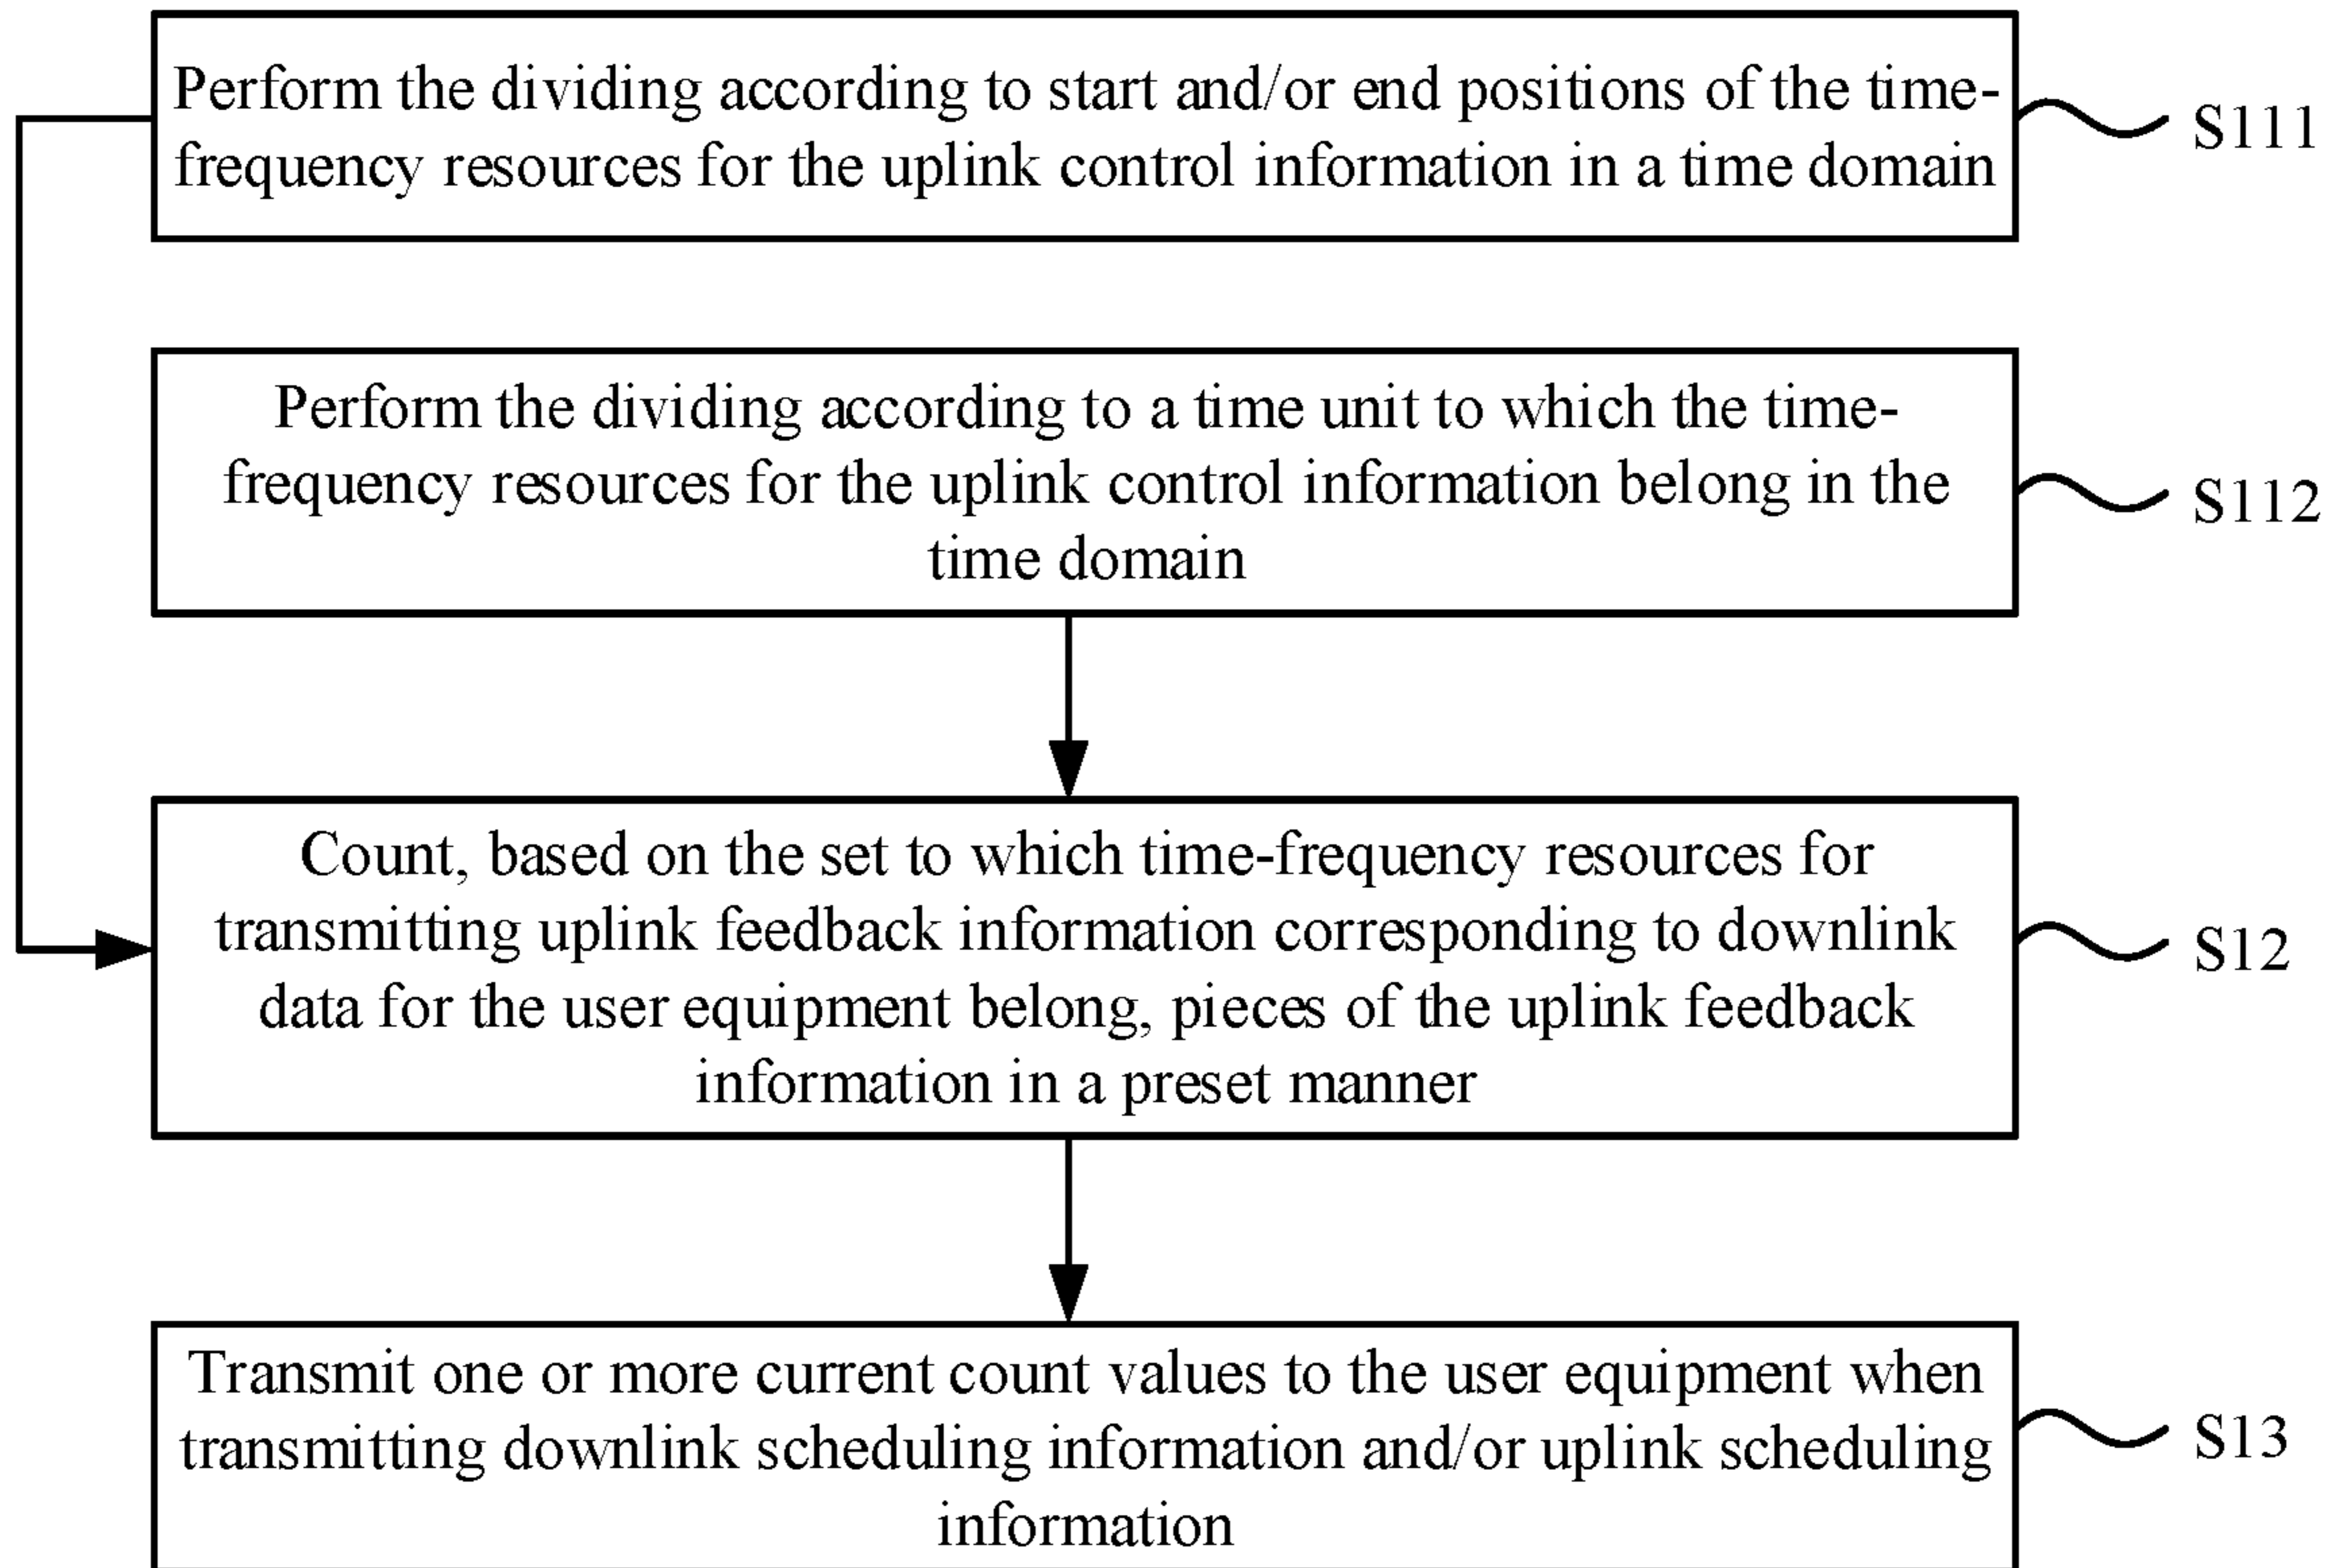 Perform the dividing according to start and/or end positions of the time-
frequency resources for the uplink control information in a time domain
S111
Perform the dividing according to a time unit to which the time-
frequency resources for the uplink control information belong in the
time domain
S112
Count, based on the set to which time-frequency resources for
transmitting uplink feedback information corresponding to downlink
data for the user equipment belong, pieces of the uplink feedback
information in a preset manner
S12
Transmit one or more current count values to the user equipment when
transmitting downlink scheduling information and/or uplink scheduling
information
S13